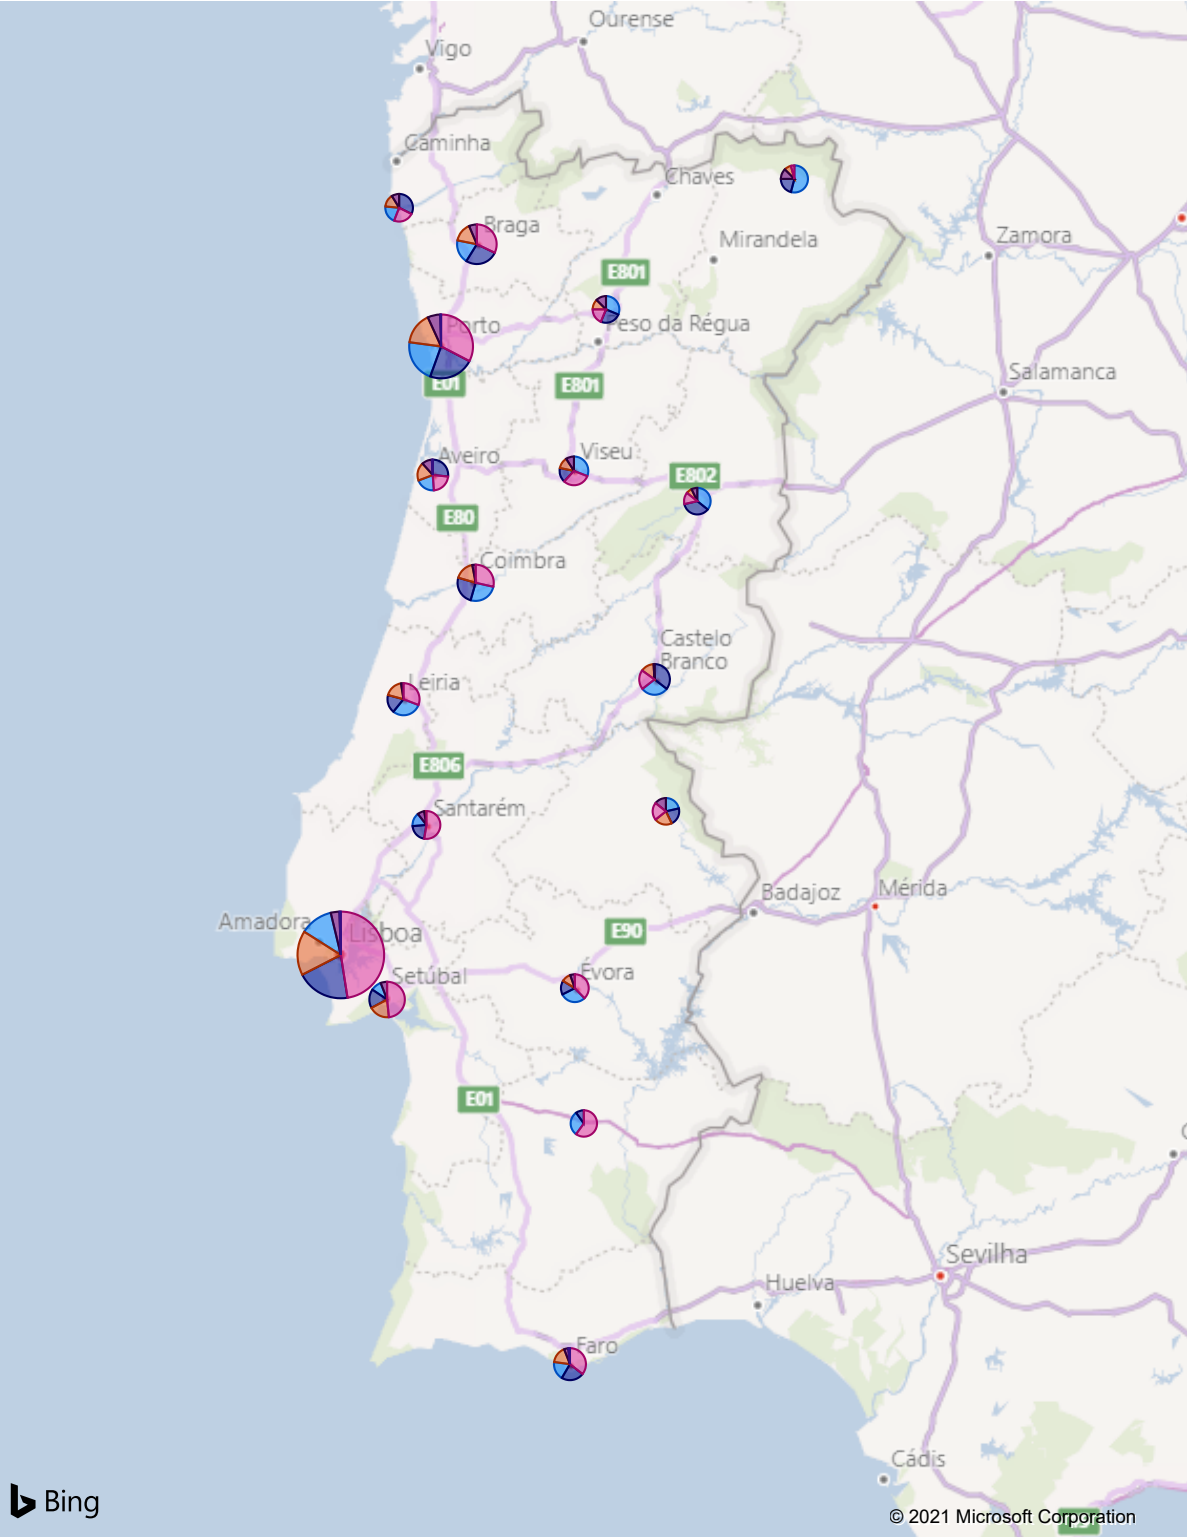 Ourense
Vigo
Caminha
Chaves
Braga
Mirandela
Zamora
E801
Porto
Peso da Régua
Salamanca
E01
E801
Aveiro
Viseu
E802
E80
Coimbra
Castelo
Branco
Leiria
E806
Santarém
Badajoz
Mérida
Amadora
Lisboa
E90
Setúbal
Évora
E01
Sevilha
Huelva
Faro
Cádis
Bing
© 2021 Microsoft Corporation